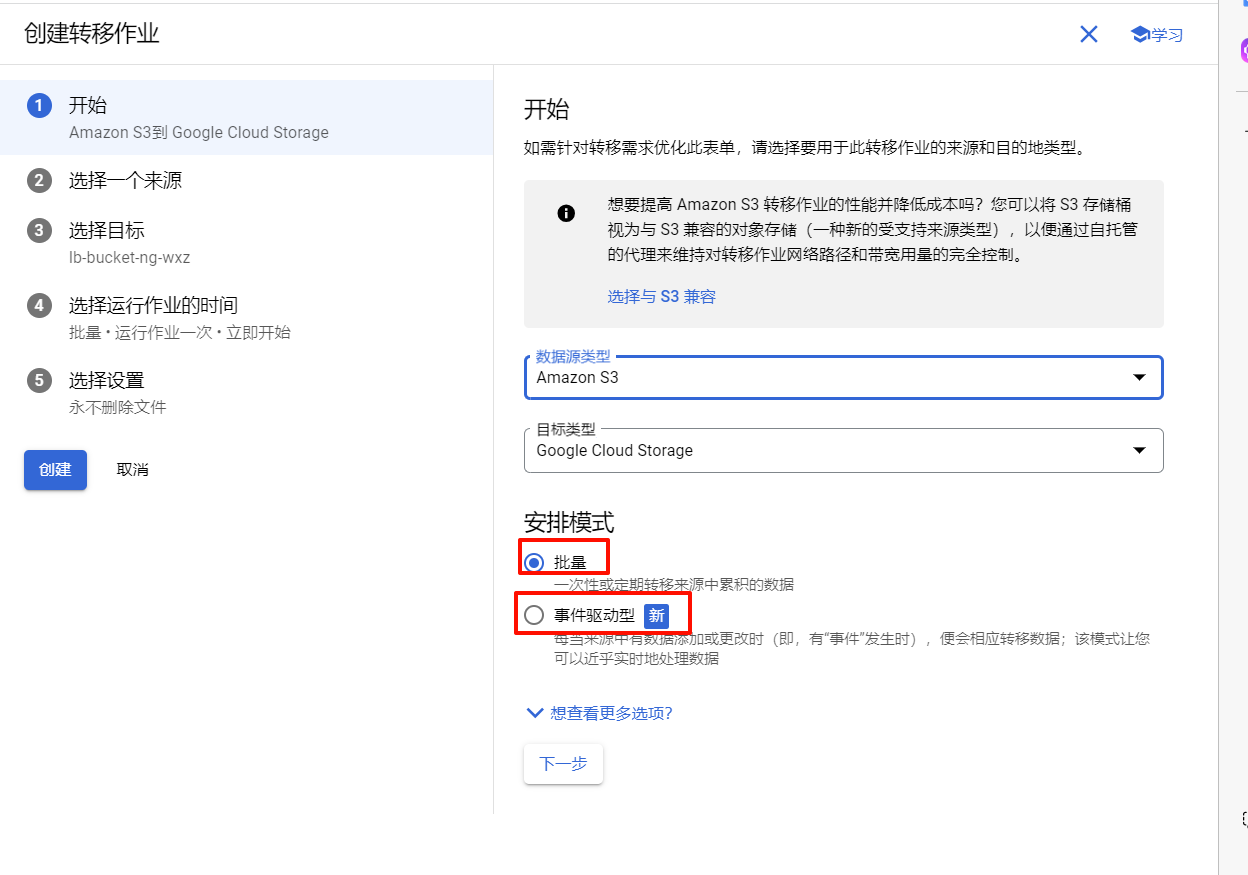 创建转移作业
学习
1 开始
Amazon S3到 Google Cloud Storage
2 选择一个来源
3 选择目标
lb-bucket-ng-wxz
4 选择运行作业的时间
批量 • 运行作业一次 • 立即开始
5 选择设置
永不删除文件
创建 取消
开始
如需针对转移需求优化此表单，请选择要用于此转移作业的来源和目的地类型。
想要提高 Amazon S3 转移作业的性能并降低成本吗？您可以将 S3 存储桶
视为与 S3 兼容的对象存储（一种新的受支持来源类型），以便通过自托管
的代理来维持对转移作业网络路径和带宽用量的完全控制。
选择与 S3 兼容
数据源类型
Amazon S3
目标类型
Google Cloud Storage
安排模式
批量
一次性或定期转移来源中累积的数据
事件驱动型 新
每当来源中有数据添加或更改时（即，有“事件”发生时），便会相应转移数据；该模式让您
可以近乎实时地处理数据
想查看更多选项？
下一步